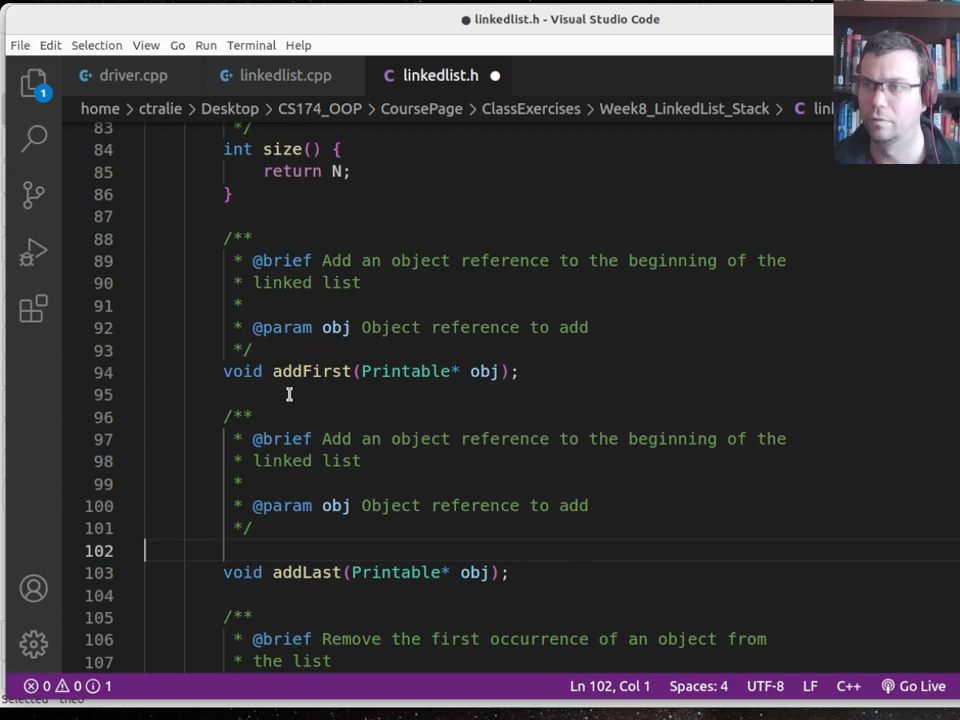 linkedlist.h - Visual Studio Code
File Edit Selection View Go Run Terminal Help
driver.cpp linkedlist.cpp C linkedlist.h
home > ctralie > Desktop > CS174_OOP > CoursePage > ClassExercises > Week8_LinkedList_Stack > C
1
83 */
84 int size() {
85 return N;
86 }
87
88 /**
89 * @brief Add an object reference to the beginning of the
90 * linked list
91 *
92 * @param obj Object reference to add
93 */
94 void addFirst(Printable* obj);
95
96 /**
97 * @brief Add an object reference to the beginning of the
98 * linked list
99 *
100 * @param obj Object reference to add
101 */
102
103 void addLast(Printable* obj);
104
105 /**
106 * @brief Remove the first occurrence of an object from
107 * the list
0 0 1 Ln 102, Col 1 Spaces: 4 UTF-8 LF C++ Go Live